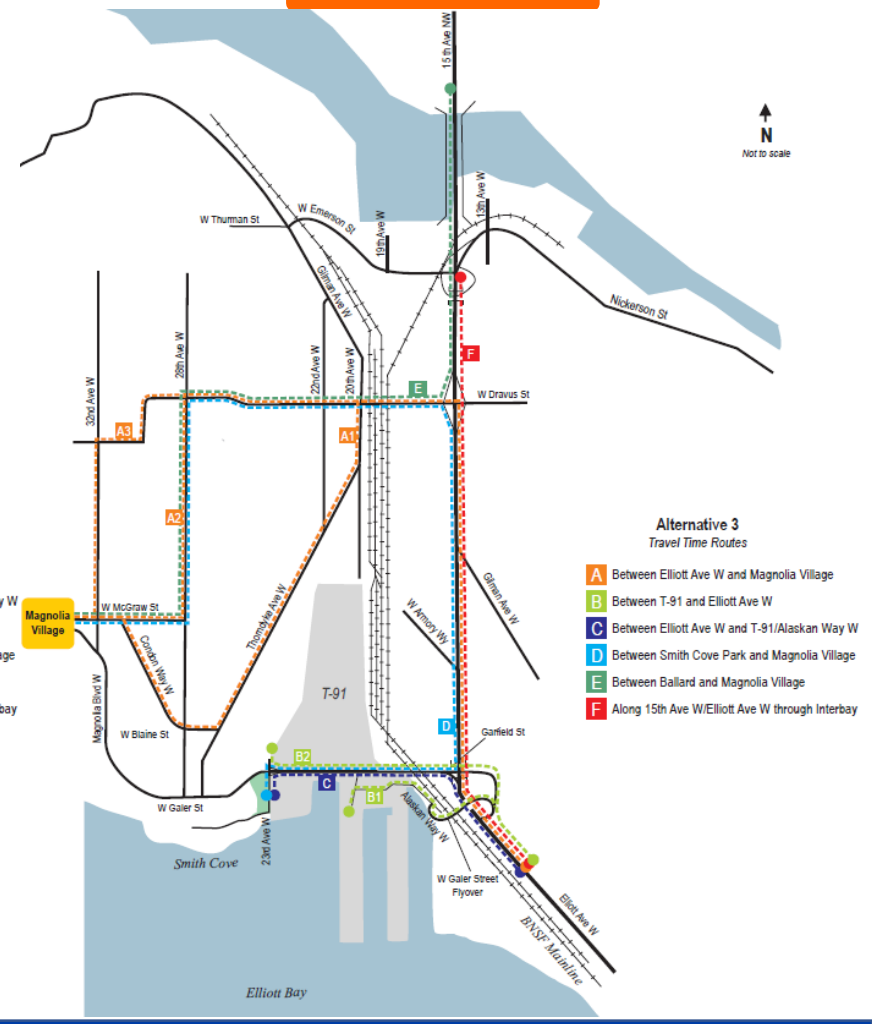 15 th Ave NW
N
Not to scale
13th Ave W
W Thurman St
W Emerson St
19th Ave W
Gilman Ave W
Nickerson St
28th Ave W
22nd Ave W
20th Ave W
32nd Ave W
F
E
W Dravus St
A3
A1
A2
Alternative 3
Travel Time Routes
A Between Elliott Ave W and Magnolia Village
B Between T-91 and Elliott Ave W
C Between Elliott Ave W and T-91/Alaskan Way W
D Between Smith Cove Park and Magnolia Village
E Between Ballard and Magnolia Village
F Along 15th Ave W/Elliott Ave W through Interbay
y W
age
bay
Magnolia
Village
W McGraw St
Gilman Ave W
W Armory Wy
Thorndyke Ave W
Condon Way W
Magnolia Blvd W
T-91
W Blaine St
D
Garfield St
B2
C
B1
W Galer St
Alaskan Way W
23rd Ave W
Smith Cove
W Galer Street
Flyover
Elliott Ave W
BNSF Mainline
Elliott Bay